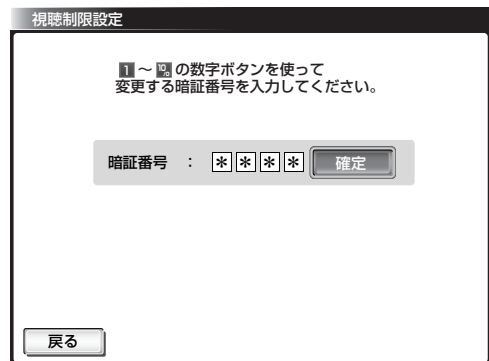 視聴制限設定
1 ~ 10 の数字ボタンを使って
変更する暗証番号を入力してください。
暗証番号 : ＊ ＊ ＊ ＊ 確定
戻る